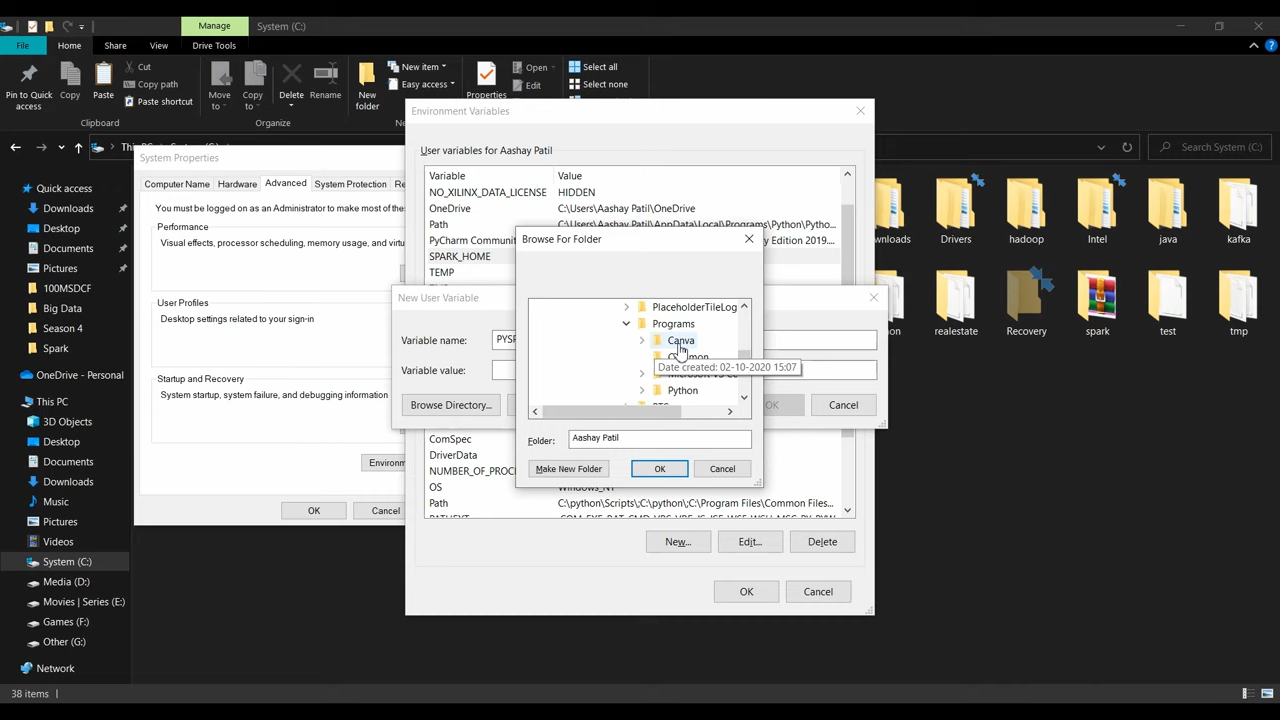 Manage
System (C:)
File
Home
Share
View
Drive Tools
Pin to Quick access
Copy
Paste
Cut
Copy path
Paste shortcut
Clipboard
Move to
Copy to
Delete
Rename
Organize
New folder
New item
Easy access
Properties
Open
Edit
Select all
Select none
System (C:)
Search System (C:)
Quick access
Downloads
Desktop
Documents
Pictures
100MSDCF
Big Data
Season 4
Spark
OneDrive - Personal
This PC
3D Objects
Desktop
Documents
Downloads
Music
Pictures
Videos
System (C:)
Media (D:)
Movies | Series (E:)
Games (F:)
Other (G:)
Network
38 items
System Properties
Computer Name
Hardware
Advanced
System Protection
You must be logged on as an Administrator to make most of the
Performance
Visual effects, processor scheduling, memory usage, and virtu
User Profiles
Desktop settings related to your sign-in
Startup and Recovery
System startup, system failure, and debugging information
OK
Cancel
Environment Variables
User variables for Aashay Patil
Variable Value
NO_XILINX_DATA_LICENSE HIDDEN
OneDrive C:\Users\Aashay Patil\OneDrive
Path C:\Users\Aashay Patil\AppData\Local\Programs\Python\Pytho...
PyCharm Communit y Edition 2019....
SPARK_HOME
TEMP
New User Variable
Variable name:
PYSP
Variable value:
Browse Directory...
OK
Cancel
ComSpec
DriverData
NUMBER_OF_PROC
OS Windows_NT
Path C:\python\Scripts\;C:\python\;C:\Program Files\Common Files...
New...
Edit...
Delete
OK
Cancel
Browse For Folder
PlaceholderTileLog
Programs
Canva
Date created: 02-10-2020 15:07
Python
Folder:
Aashay Patil
Make New Folder
OK
Cancel
Drivers
hadoop
Intel
java
kafka
realestate
Recovery
spark
test
tmp